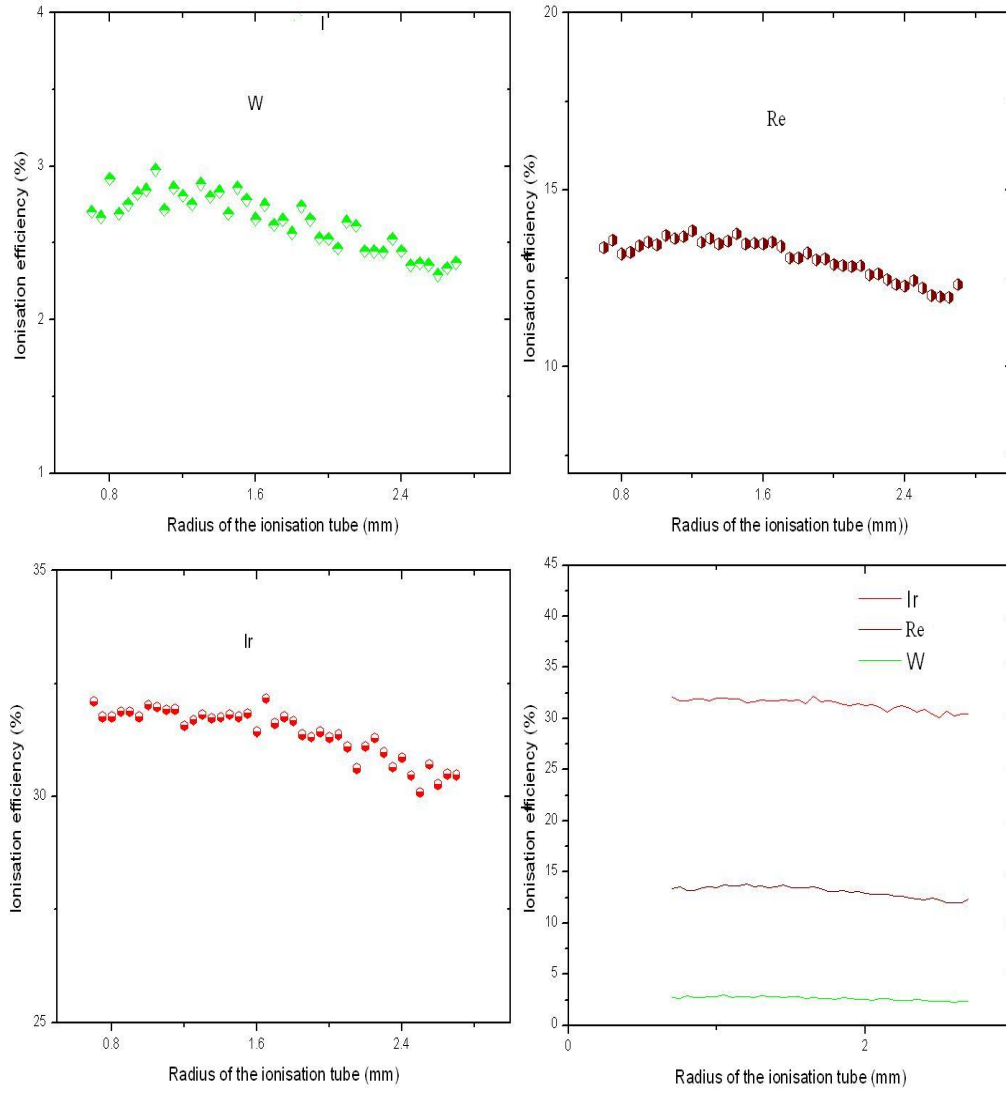 4
3
2
1
Ionisation efficiency (%)
W
0.8
1.6
2.4
Radius of the ionisation tube (mm)
20
15
10
Ionisation efficiency (%)
Re
0.8
1.6
2.4
Radius of the ionisation tube (mm))
35
30
25
Ionisation efficiency (%)
Ir
0.8
1.6
2.4
Radius of the ionisation tube (mm)
45
40
35
30
25
20
15
10
5
0
Ionisation efficiency (%)
Ir
Re
W
0
2
Radius of the ionisation tube (mm)